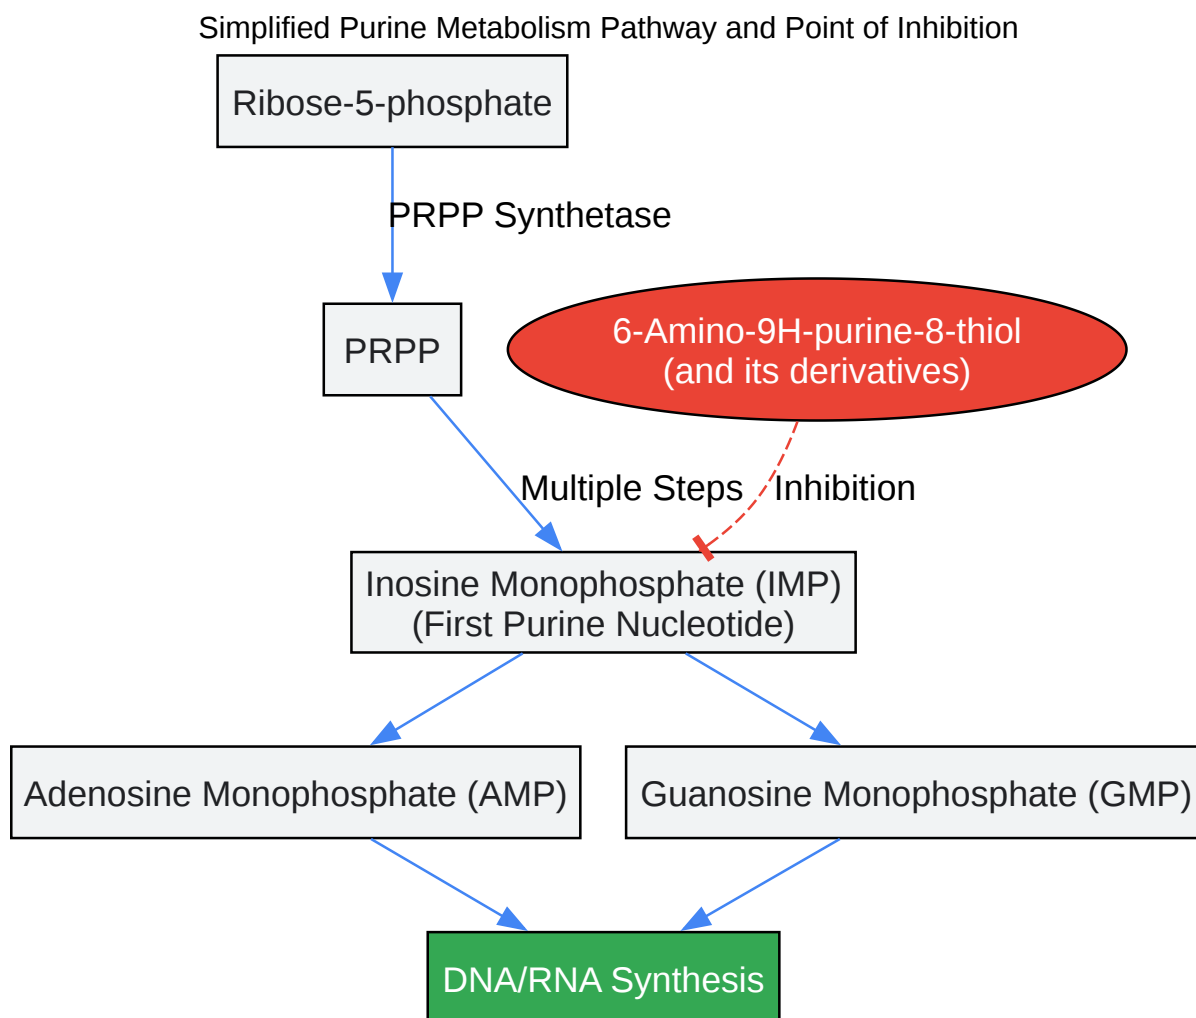 Simplified Purine Metabolism Pathway and Point of Inhibition
Ribose-5-phosphate
PRPP Synthetase
PRPP
6-Amino-9H-purine-8-thiol
(and its derivatives)
Multiple Steps
Inhibition
Inosine Monophosphate (IMP)
(First Purine Nucleotide)
Adenosine Monophosphate (AMP)
Guanosine Monophosphate (GMP)
DNA/RNA Synthesis